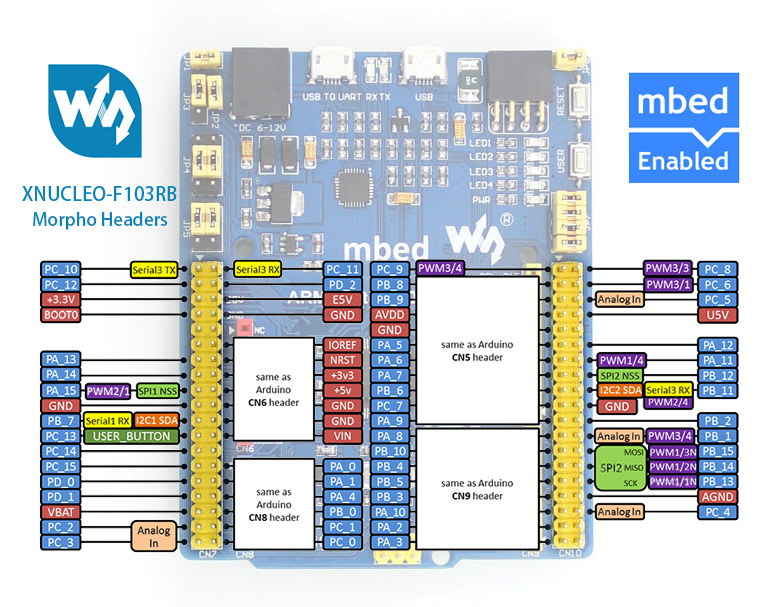 JP1
JP3
JP2
JP4
JP5
USB TO UART RXTX
USB
DC 6-12V
RESET
USER
LED1
LED2
LED3
LED4
PWR
mbed
Enabled
XNUCLEO-F103RB
Morpho Headers
mbed
®
PC_10 Serial3 TX Serial3 RX PC_11 PC_9 PWM3/4 PWM3/3 PC_8
PC_12 PD_2 PB_8 PWM3/1 PC_6
+3.3V E5V PB_9 Analog In PC_5
BOOT0 GND AVDD U5V
NC GND
IOREF PA_5 PA_12
PA_13 NRST PA_6 PWM1/4 PA_11
PA_14 +3v3 PA_7 SPI2 NSS PB_12
PA_15 PWM2/1 SPI1 NSS +5v PB_6 I2C2 SDA Serial3 RX PB_11
GND GND PC_7 GND PWM2/4
PB_7 Serial1 RX I2C1 SDA GND PA_9 PB_2
PC_13 USER_BUTTON VIN PA_8 Analog In PWM3/4 PB_1
same as
Arduino
CN6 header
same as Arduino
CN5 header
PC_14 CN6 PB_10 MOSI PWM1/3N PB_15
PC_15 PA_0 PB_4 SPI2 MISO PWM1/2N PB_14
PD_0 PA_1 PB_5 SCK PWM1/1N PB_13
PD_1 PA_4 PB_3 AGND
VBAT PB_0 PA_10 Analog In PC_4
PC_2 Analog PC_1 PA_2
PC_3 In PC_0 PA_3
same as
Arduino
CN8 header
same as Arduino
CN9 header
CN7 CN8 CN9 CN10